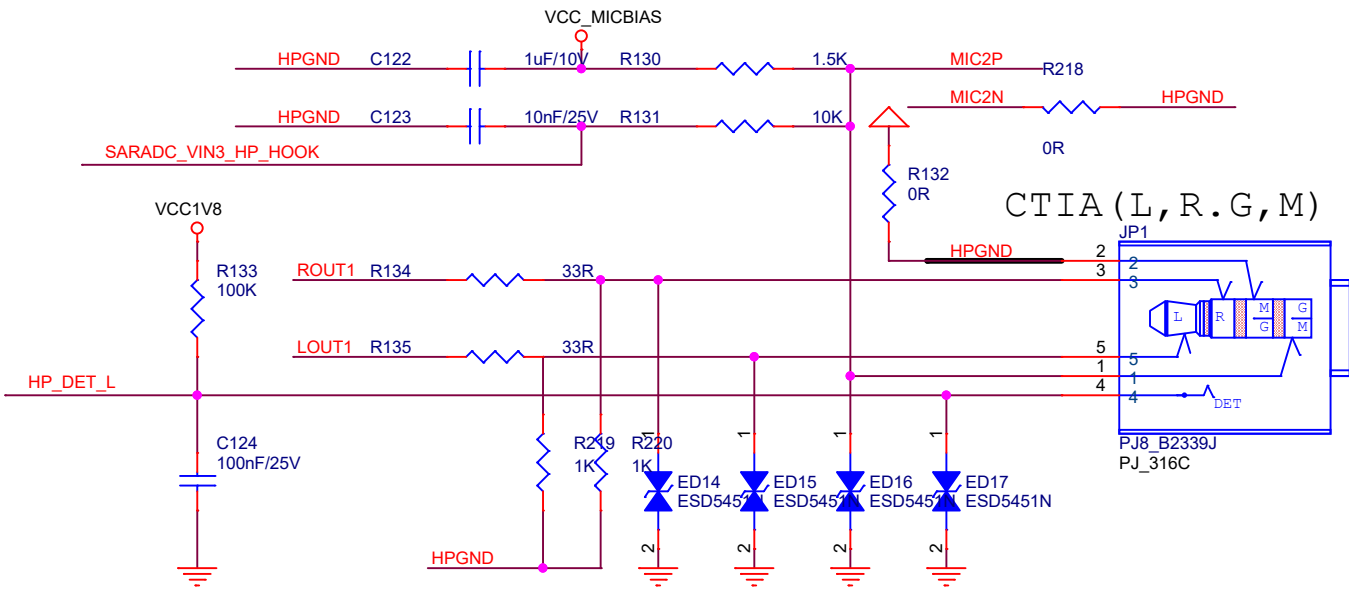 VCC_MICBIAS
HPGND C122 1uF/10V R130 1.5K MIC2P R218
MIC2N HPGND
HPGND C123 10nF/25V R131 10K
0R
SARADC_VIN3_HP_HOOK
R132
0R
VCC1V8
CTIA(L,R.G,M)
JP1
HPGND 2 2
R133
100K
ROUT1 R134 33R 3 3
L R M G
G M
LOUT1 R135 33R 5 5
1 1
HP_DET_L 4 4
DET
C124
100nF/25V
R219
1K
R220
1K
1 1 1 1
ED14
ESD5451N
ED15
ESD5451N
ED16
ESD5451N
ED17
ESD5451N
PJ8_B2339J
PJ_316C
2 2 2 2
HPGND